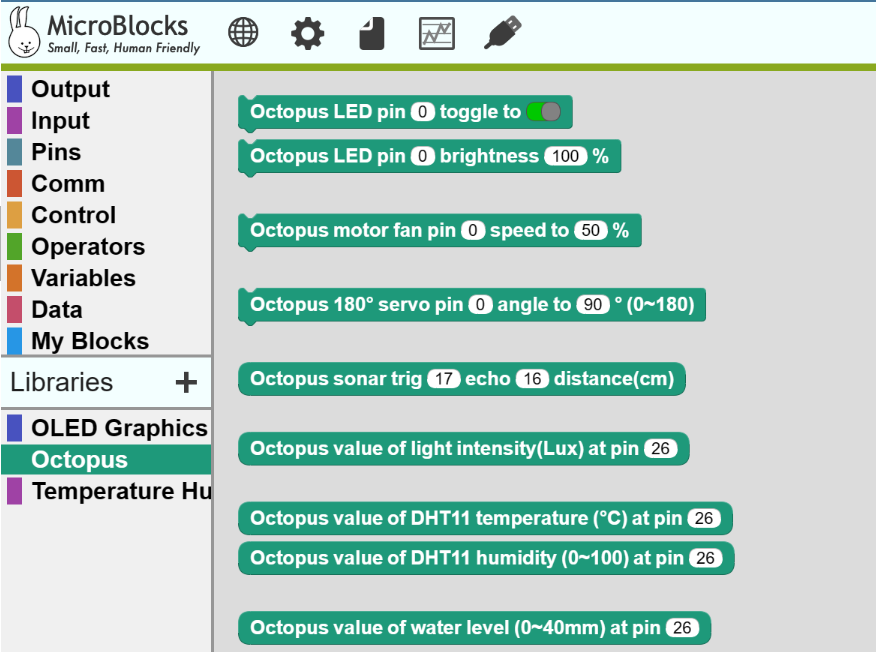 MicroBlocks
Small, Fast, Human Friendly
Output
Input
Pins
Comm
Control
Operators
Variables
Data
My Blocks
Libraries +
OLED Graphics
Octopus
Temperature Hu
Octopus LED pin 0 toggle to
Octopus LED pin 0 brightness 100 %
Octopus motor fan pin 0 speed to 50 %
Octopus 180° servo pin 0 angle to 90 ° (0~180)
Octopus sonar trig 17 echo 16 distance(cm)
Octopus value of light intensity(Lux) at pin 26
Octopus value of DHT11 temperature (°C) at pin 26
Octopus value of DHT11 humidity (0~100) at pin 26
Octopus value of water level (0~40mm) at pin 26